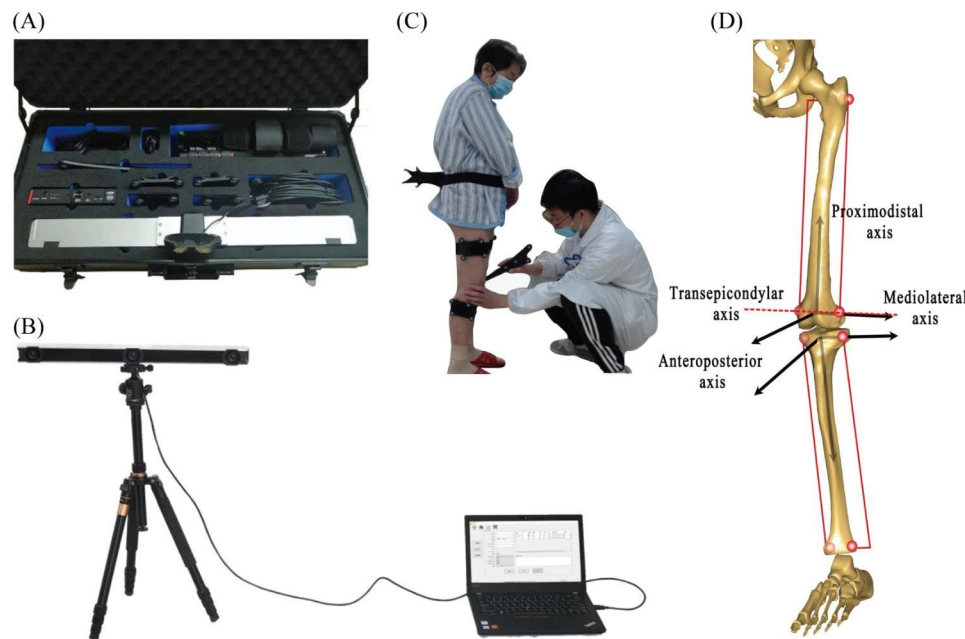 (A)
(B)
(C)
(D)
Proximodistal
axis
Transepicondylar
axis
Mediolateral
axis
Anteroposterior
axis